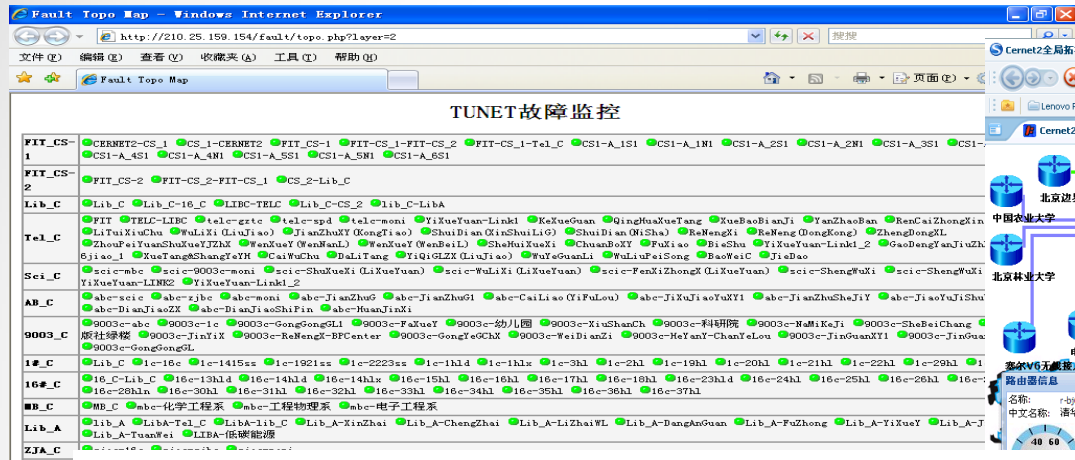 Fault Topo Map - Windows Internet Explorer
http://210.25.159.154/fault/topo.php?layer=2
搜搜
文件(F) 编辑(E) 查看(V) 收藏夹(A) 工具(T) 帮助(H)
Fault Topo Map
页面(P)
TUNET故障监控
FIT_CS-1
CERNET2-CS_1 CS_1-CERNET2 FIT_CS-1 FIT-CS_1-FIT-CS_2 FIT-CS_1-Tel_C CS1-A_1S1 CS1-A_1N1 CS1-A_2S1 CS1-A_2N1 CS1-A_3S1
CS1-A_4S1 CS1-A_4N1 CS1-A_5S1 CS1-A_5N1 CS1-A_6S1
FIT_CS-2
FIT_CS-2 FIT-CS_2-FIT-CS_1 CS_2-Lib_C
Lib_C
Lib_C Lib_C-16_C LIBC-TELC Lib_C-CS_2 lib_C-LibA
Tel_C
FIT TELC-LIBC telc-gztc telc-spd telc-moni YiXueYuan-Link1 KeXueGuan QingHuaXueTang XueBaoBianJi YanZhaoBan RenCaiZhongXin
LiTuiXiuChu WuLiXi(LiuJiao) JianZhuXY(KongTiao) ShuiDian(XinShuiLiG) ShuiDian(NiSha) ReNengXi ReNeng(DongKong) ZhengDongXL
ZhouPeiYuanShuXueYJZhX WenXueY(WenNanL) WenXueY(WenBeiL) SheHuiXueXi ChuanBoXY FuXiao BieShu YiXueYuan-Link1_2
6jiao_1 XueTang&ShangYeYH CaiWuChu DaLiTang YiQiGLZX(LiuJiao) WuYeGuanLi WuLiuPeiSong BaoWeiC JieDao
Sci_C
scic-mbc scic-9003c-moni scic-ShuXueXi(LiXueYuan) scic-WuLiXi(LiXueYuan) scic-FenXiZhongX(LiXueYuan) scic-ShengWuXi
YiXueYuan-LINK2 YiXueYuan-Link1_2
AB_C
abc-scic abc-zjbc abc-moni abc-JianZhuG abc-JianZhuG1 abc-CaiLiao(YiFuLou) abc-JiXuJiaoYuXY1 abc-JianZhuSheJiY
abc-DianJiaoZX abc-DianJiaoShiFin abc-HuanJinXi
9003_C
9003c-abc 9003c-1c 9003c-GongGongGL1 9003c-FaXueY 9003c-幼儿园 9003c-XiuShanCh 9003c-科研院 9003c-NaMiKeJi 9003c-SheBeiChang
版社绿楼 9003c-JinYiX 9003c-ReNengX-BPCenter 9003c-GongYeGChX 9003c-WeiDianZi 9003c-HeYanY-ChanYeLou 9003c-JinGuanXY1
9003c-GongGongGL
1#_C
Lib_C 1c-16c 1c-1415ss 1c-1921ss 1c-2223ss 1c-1hld 1c-1hlx 1c-3hl 1c-2hl 1c-19hl 1c-20hl 1c-21hl 1c-22hl 1c-29hl
16#_C
16_C-Lib_C 16c-13hld 16c-14hld 16c-14hlx 16c-15hl 16c-16hl 16c-17hl 16c-18hl 16c-23hld 16c-24hl 16c-25hl 16c-26hl
16c-28hln 16c-30hl 16c-31hl 16c-32hl 16c-33hl 16c-34hl 16c-35hl 16c-36hl 16c-37hl
MB_C
MB_C mbc-化学工程系 mbc-工程物理系 mbc-电子工程系
Lib_A
lib_A LibA-Tel_C LibA-lib_C Lib_A-XinZhai Lib_A-ChengZhai Lib_A-LiZhaiWL Lib_A-DangAnGuan Lib_A-FuZhong Lib_A-YiXueY
Lib_A-TuanWei LIBA-低碳能源
ZJA_C
Cernet2全局拓
Lenovo
Cernet2
北京边界
中国农业大学
北京林业大学
路由器信息
名称: r-bj
中文名称: 清华
40 60